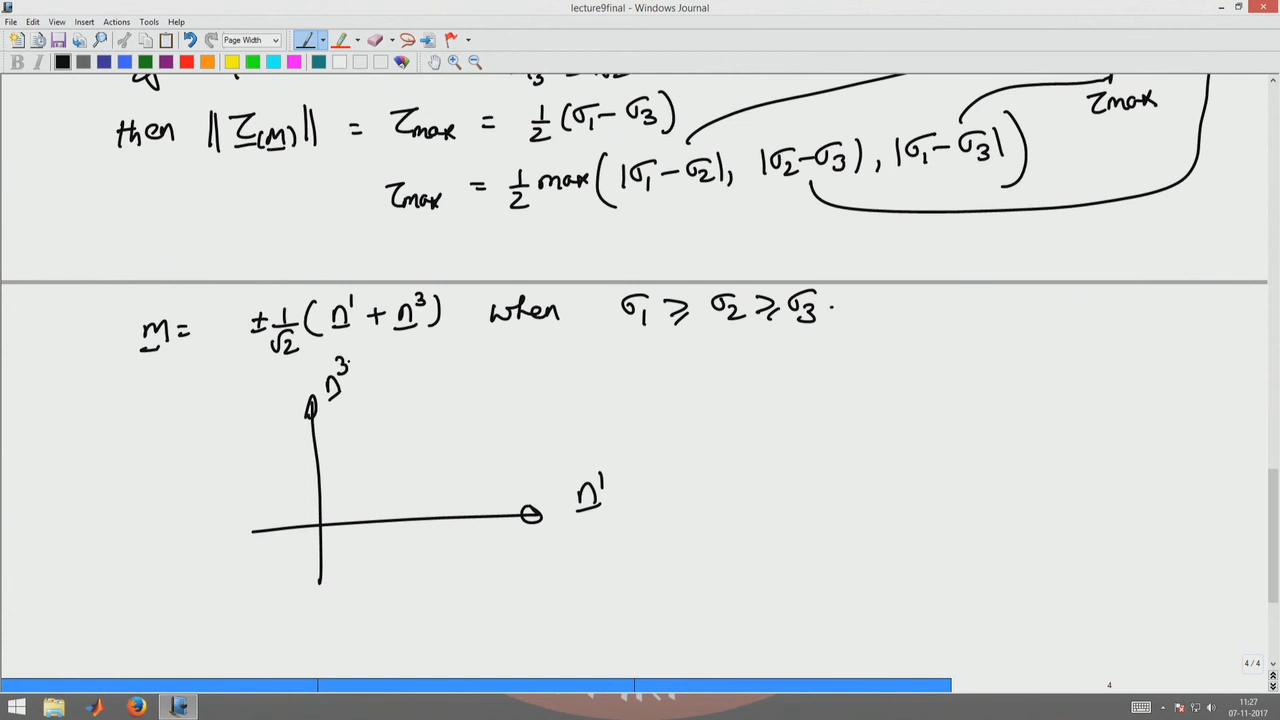 lecture9final - Windows Journal
File Edit View Insert Actions Tools Help
Page Width
then ||τ(m)|| = τmax = 1/2 (σ1 − σ3)
τmax
τmax = 1/2 max(|σ1 − σ2|, |σ2 − σ3), |σ1 − σ3|)
m = ± 1/√2 (n¹ + n³) when σ1 ⩾ σ2 ⩾ σ3.
n³
n¹
4 / 4
4
11:27
07-11-2017